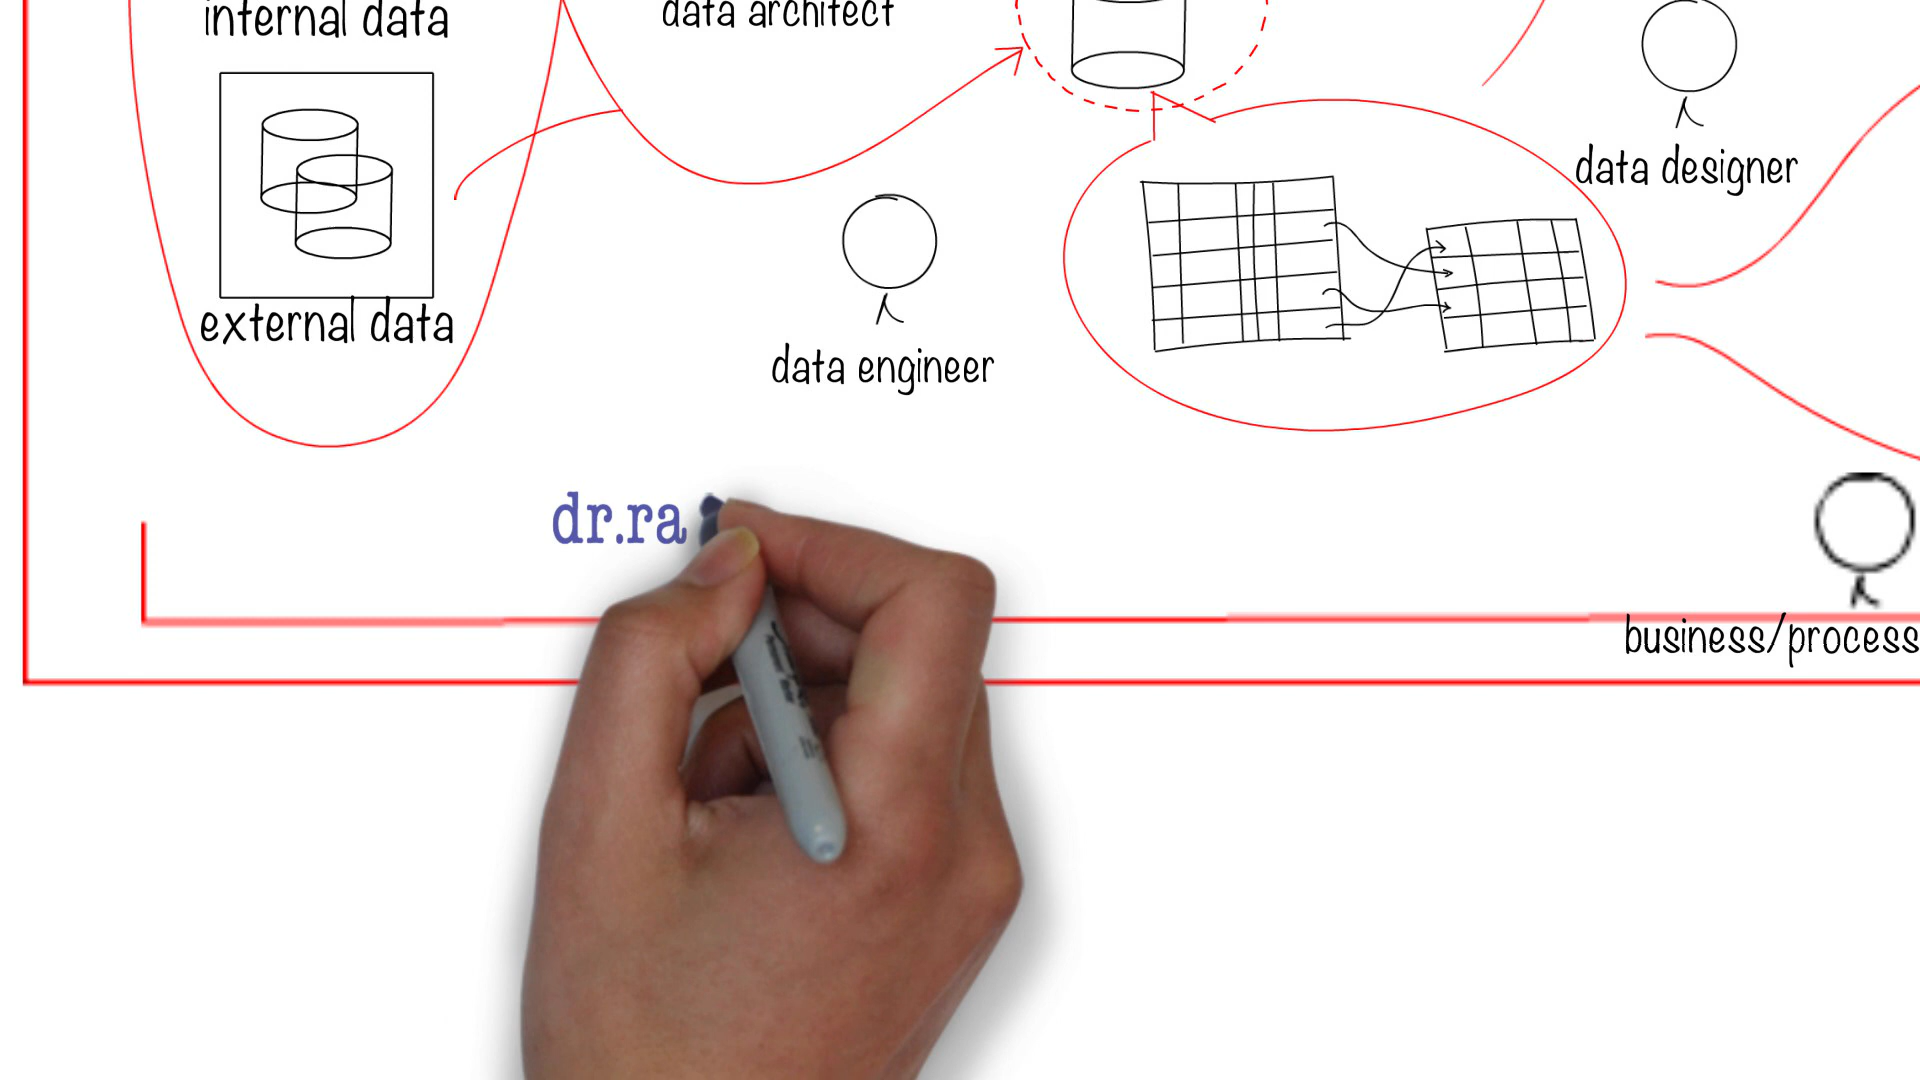 internal data
data architect
data designer
external data
data engineer
dr.ra
business/process